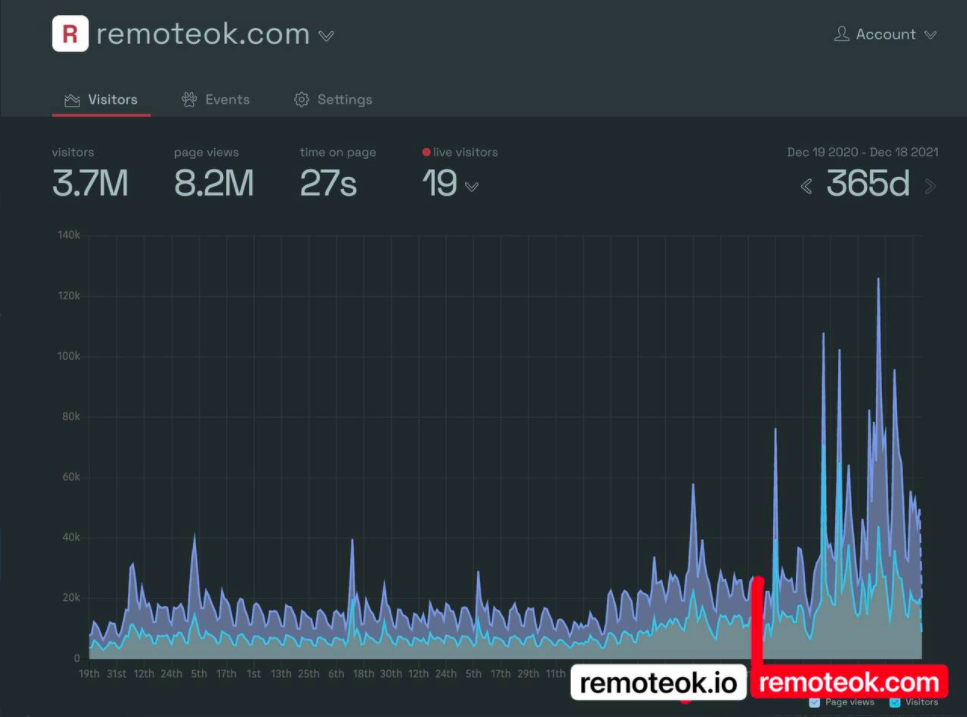 R remoteok.com
Account
Visitors Events Settings
visitors page views time on page live visitors Dec 19 2020 - Dec 18 2021
3.7M 8.2M 27s 19 365d
140k
120k
100k
80k
60k
40k
20k
0
19th 31st 12th 24th 5th 17th 1st 13th 25th 6th 18th 30th 12th 24th 5th 17th 29th 11th
remoteok.io remoteok.com
Page views Visitors